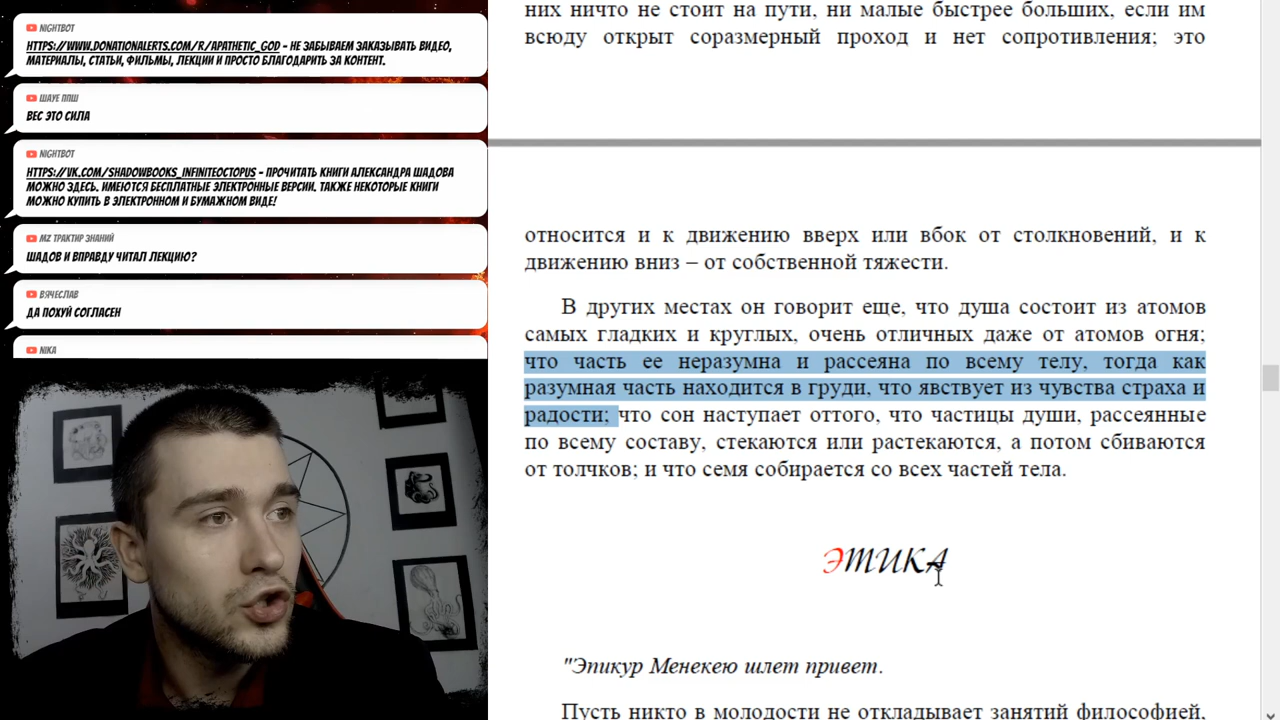 NIGHTBOT
HTTPS://WWW.DONATIONALERTS.COM/R/APATHETIC_GOD – НЕ ЗАБЫВАЕМ ЗАКАЗЫВАТЬ ВИДЕО,
МАТЕРИАЛЫ, СТАТЬИ, ФИЛЬМЫ, ЛЕКЦИИ И ПРОСТО БЛАГОДАРИТЬ ЗА КОНТЕНТ.
ШАУЕ ППШ
ВЕС ЭТО СИЛА
NIGHTBOT
HTTPS://VK.COM/SHADOWBOOKS_INFINITEOCTOPUS – ПРОЧИТАТЬ КНИГИ АЛЕКСАНДРА ШАДОВА
МОЖНО ЗДЕСЬ. ИМЕЮТСЯ БЕСПЛАТНЫЕ ЭЛЕКТРОННЫЕ ВЕРСИИ. ТАКЖЕ НЕКОТОРЫЕ КНИГИ
МОЖНО КУПИТЬ В ЭЛЕКТРОННОМ И БУМАЖНОМ ВИДЕ!
MZ ТРАКТИР ЗНАНИЙ
ШАДОВ И ВПРАВДУ ЧИТАЛ ЛЕКЦИЮ?
ВЯЧЕСЛАВ
ДА ПОХУЙ СОГЛАСЕН
NIKA
них ничто не стоит на пути, ни малые быстрее больших, если им
всюду открыт соразмерный проход и нет сопротивления; это
относится и к движению вверх или вбок от столкновений, и к
движению вниз – от собственной тяжести.
В других местах он говорит еще, что душа состоит из атомов
самых гладких и круглых, очень отличных даже от атомов огня;
что часть ее неразумна и рассеяна по всему телу, тогда как
разумная часть находится в груди, что явствует из чувства страха и
радости; что сон наступает оттого, что частицы души, рассеянные
по всему составу, стекаются или растекаются, а потом сбиваются
от толчков; и что семя собирается со всех частей тела.
ЭТИКА
"Эпикур Менекею шлет привет.
Пусть никто в молодости не откладывает занятий философией,